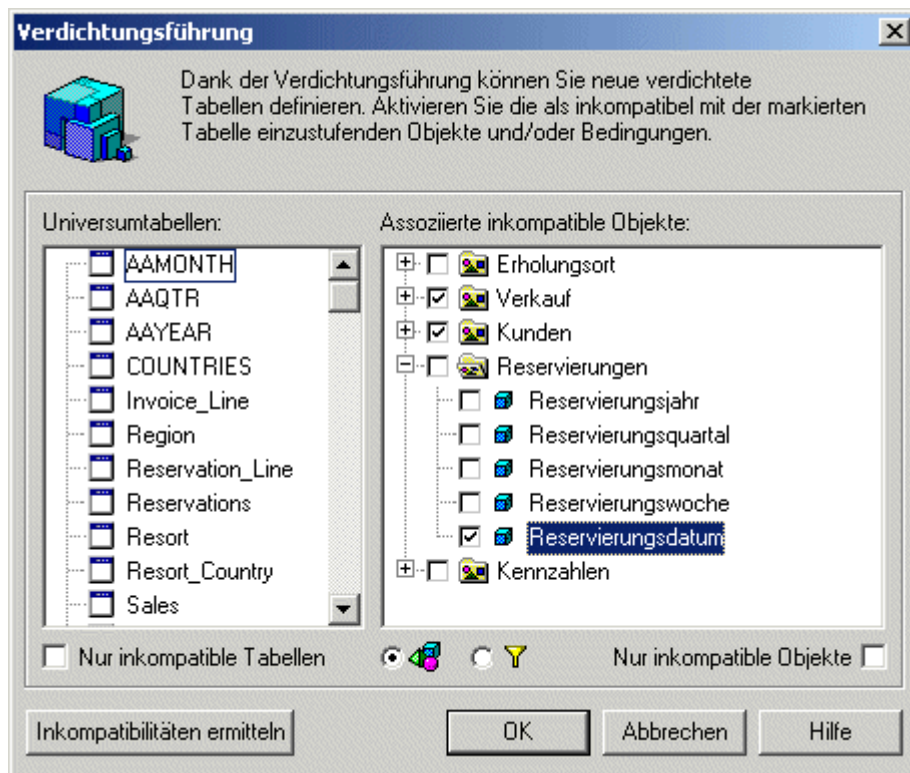 Verdichtungsführung
Dank der Verdichtungsführung können Sie neue verdichtete
Tabellen definieren. Aktivieren Sie die als inkompatibel mit der markierten
Tabelle einzustufenden Objekte und/oder Bedingungen.
Universumtabellen:
AAMONTH
AAQTR
AAYEAR
COUNTRIES
Invoice_Line
Region
Reservation_Line
Reservations
Resort
Resort_Country
Sales
Assoziierte inkompatible Objekte:
Erholungsort
Verkauf
Kunden
Reservierungen
Reservierungsjahr
Reservierungsquartal
Reservierungsmonat
Reservierungswoche
Reservierungsdatum
Kennzahlen
Nur inkompatible Tabellen
Nur inkompatible Objekte
Inkompatibilitäten ermitteln
OK
Abbrechen
Hilfe